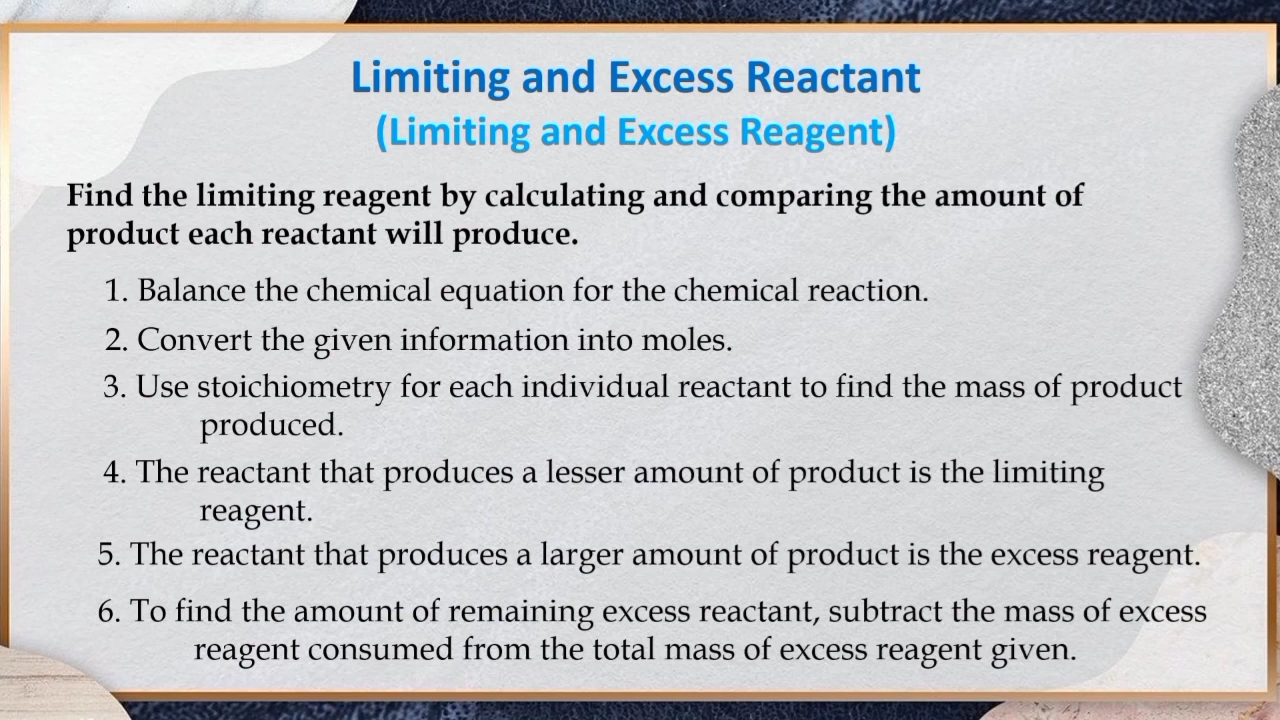 Limiting and Excess Reactant
(Limiting and Excess Reagent)
Find the limiting reagent by calculating and comparing the amount of
product each reactant will produce.
1. Balance the chemical equation for the chemical reaction.
2. Convert the given information into moles.
3. Use stoichiometry for each individual reactant to find the mass of product
produced.
4. The reactant that produces a lesser amount of product is the limiting
reagent.
5. The reactant that produces a larger amount of product is the excess reagent.
6. To find the amount of remaining excess reactant, subtract the mass of excess
reagent consumed from the total mass of excess reagent given.